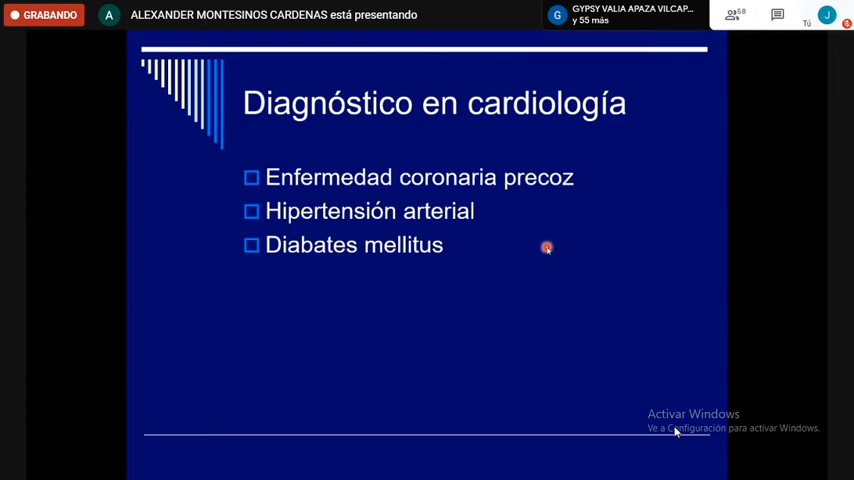 GRABANDO
A
ALEXANDER MONTESINOS CARDENAS está presentando
G
GYPSY VALIA APAZA VILCAP...
y 55 más
58
Tú
J
Diagnóstico en cardiología
Enfermedad coronaria precoz
Hipertensión arterial
Diabates mellitus
Activar Windows
Ve a Configuración para activar Windows.